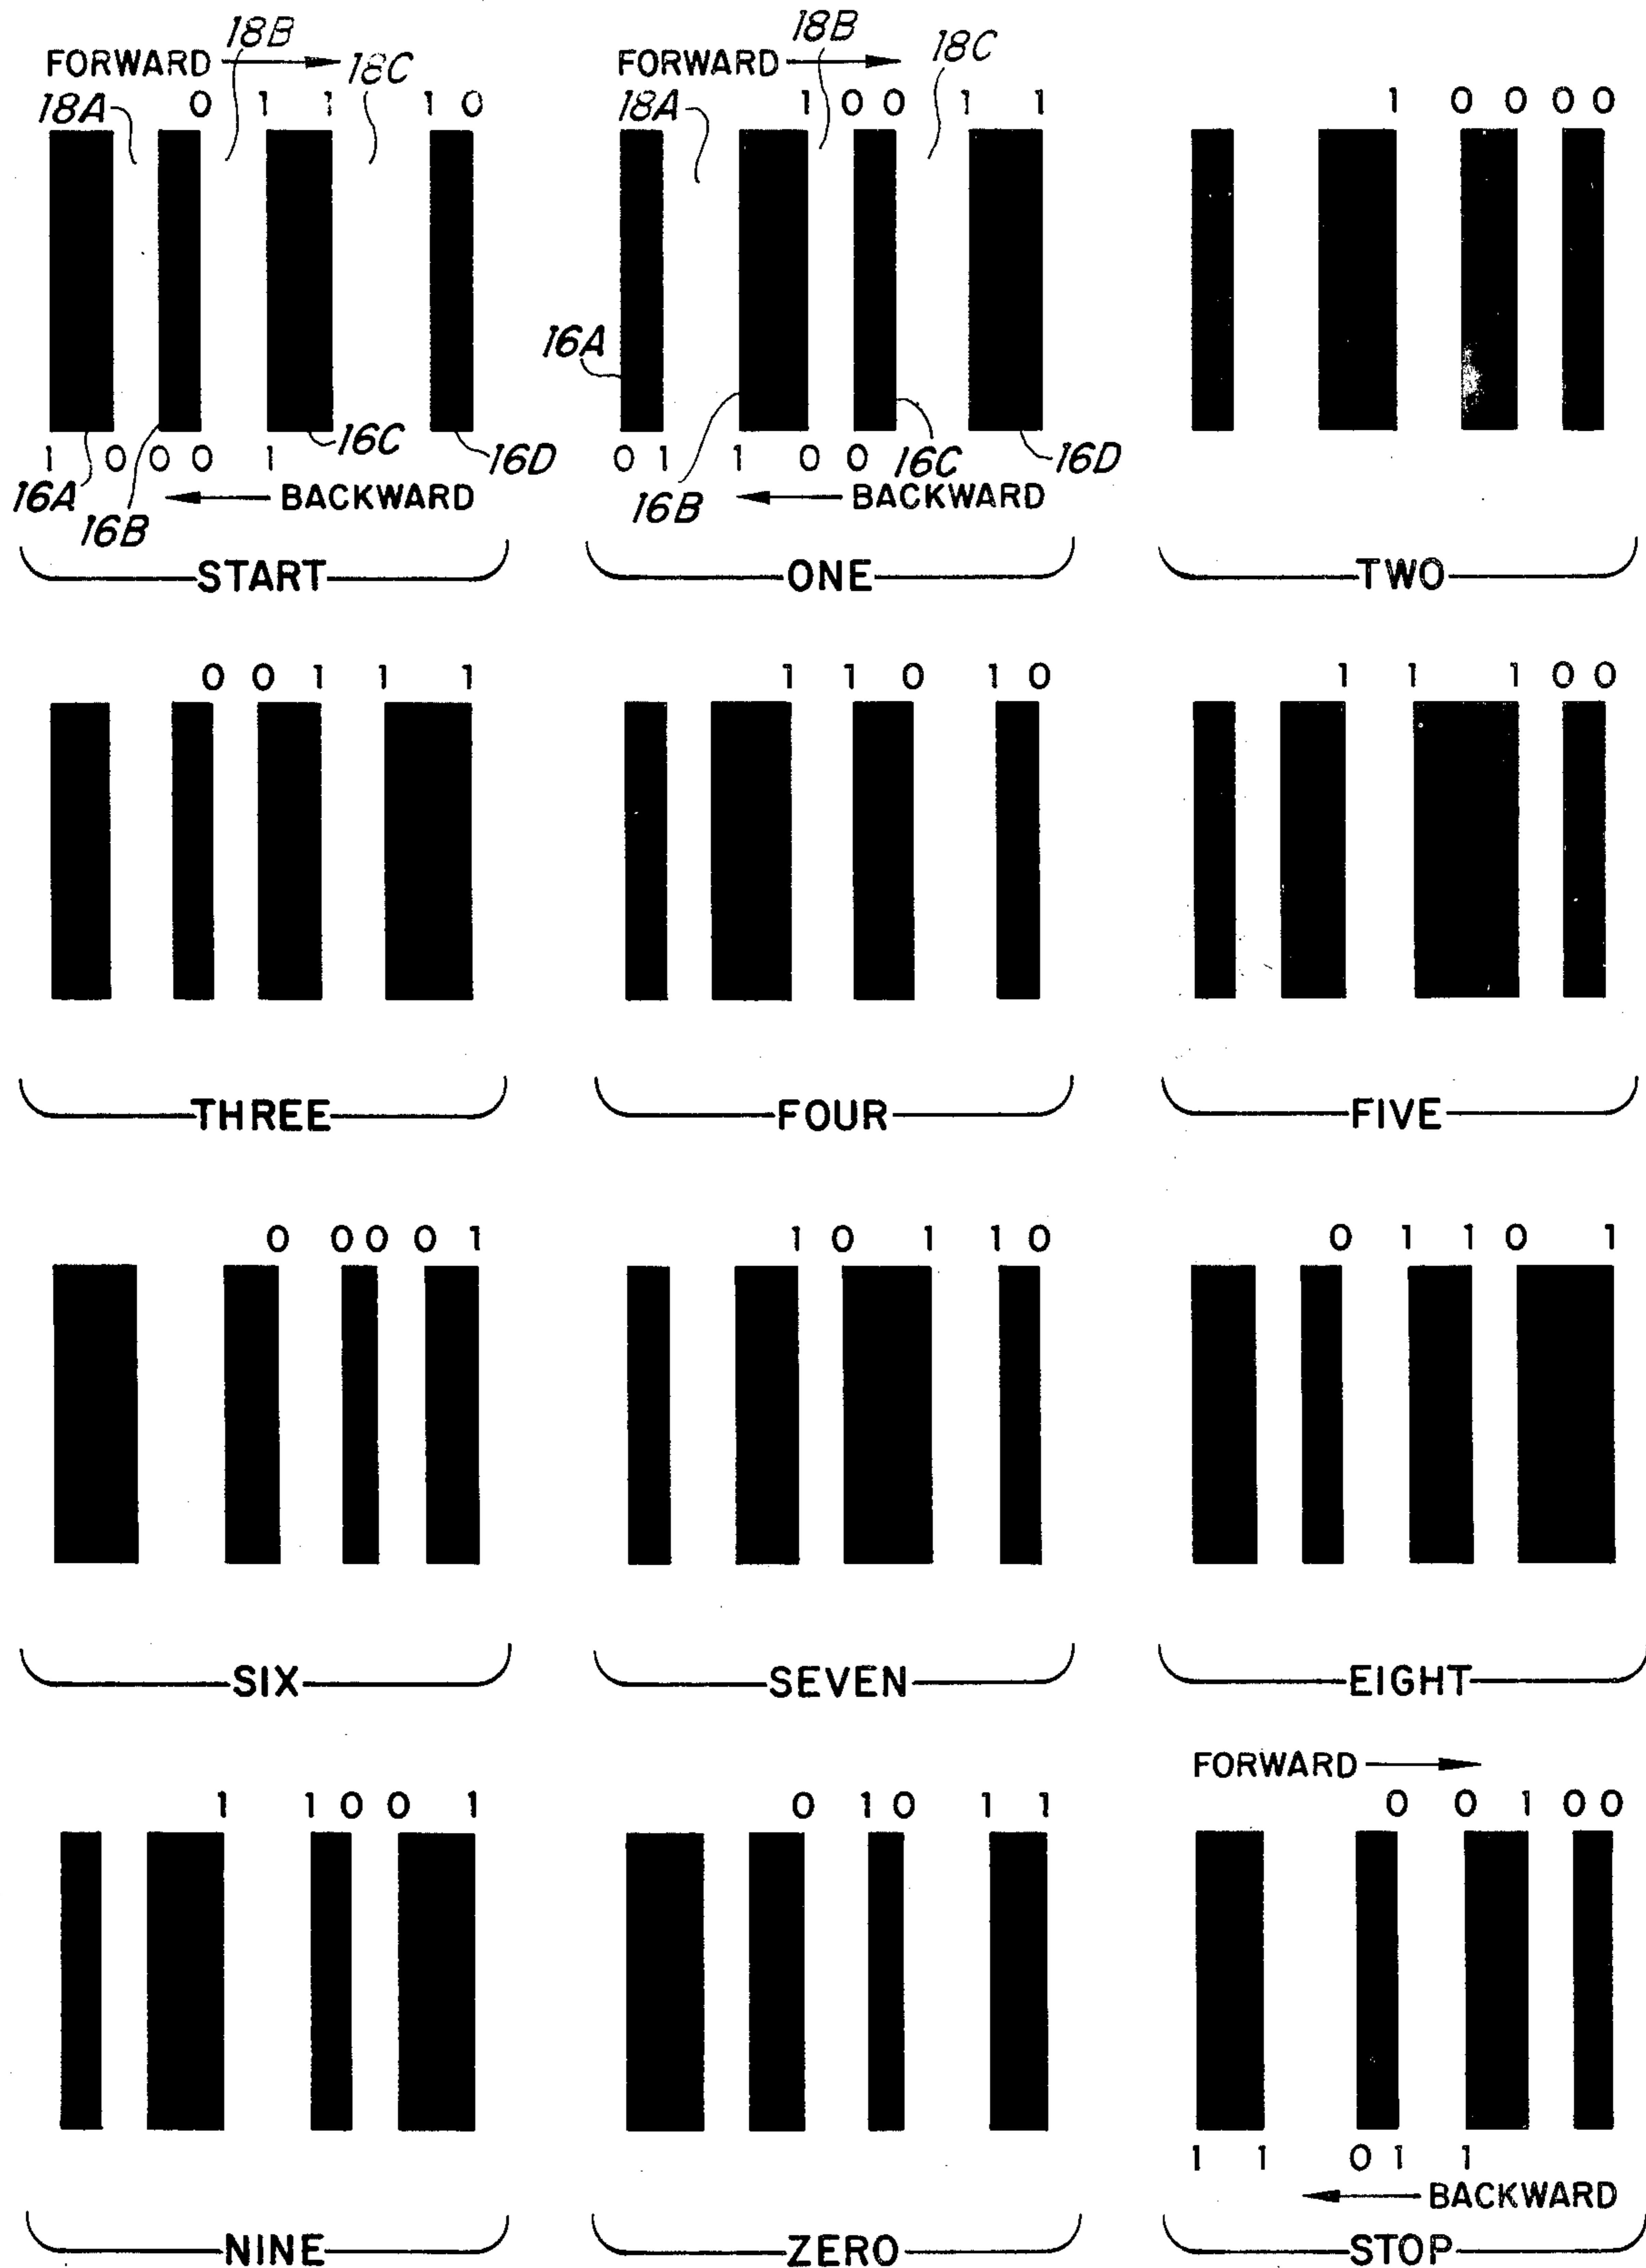 FORWARD 18B 18C
18A 0 1 1 1 0
1 0 0 0 1 16C 16D
16A 16B BACKWARD
START
FORWARD 18B 18C
18A 1 0 0 1 1
16A
0 1 1 0 0 16C 16D
16B BACKWARD
ONE
1 0 0 0 0
TWO
0 0 1 1 1
THREE
1 1 0 1 0
FOUR
1 1 1 0 0
FIVE
0 0 0 0 1
SIX
1 0 1 1 0
SEVEN
0 1 1 0 1
EIGHT
1 1 0 0 1
NINE
0 1 0 1 1
ZERO
FORWARD
0 0 1 0 0
1 1 0 1 1
BACKWARD
STOP